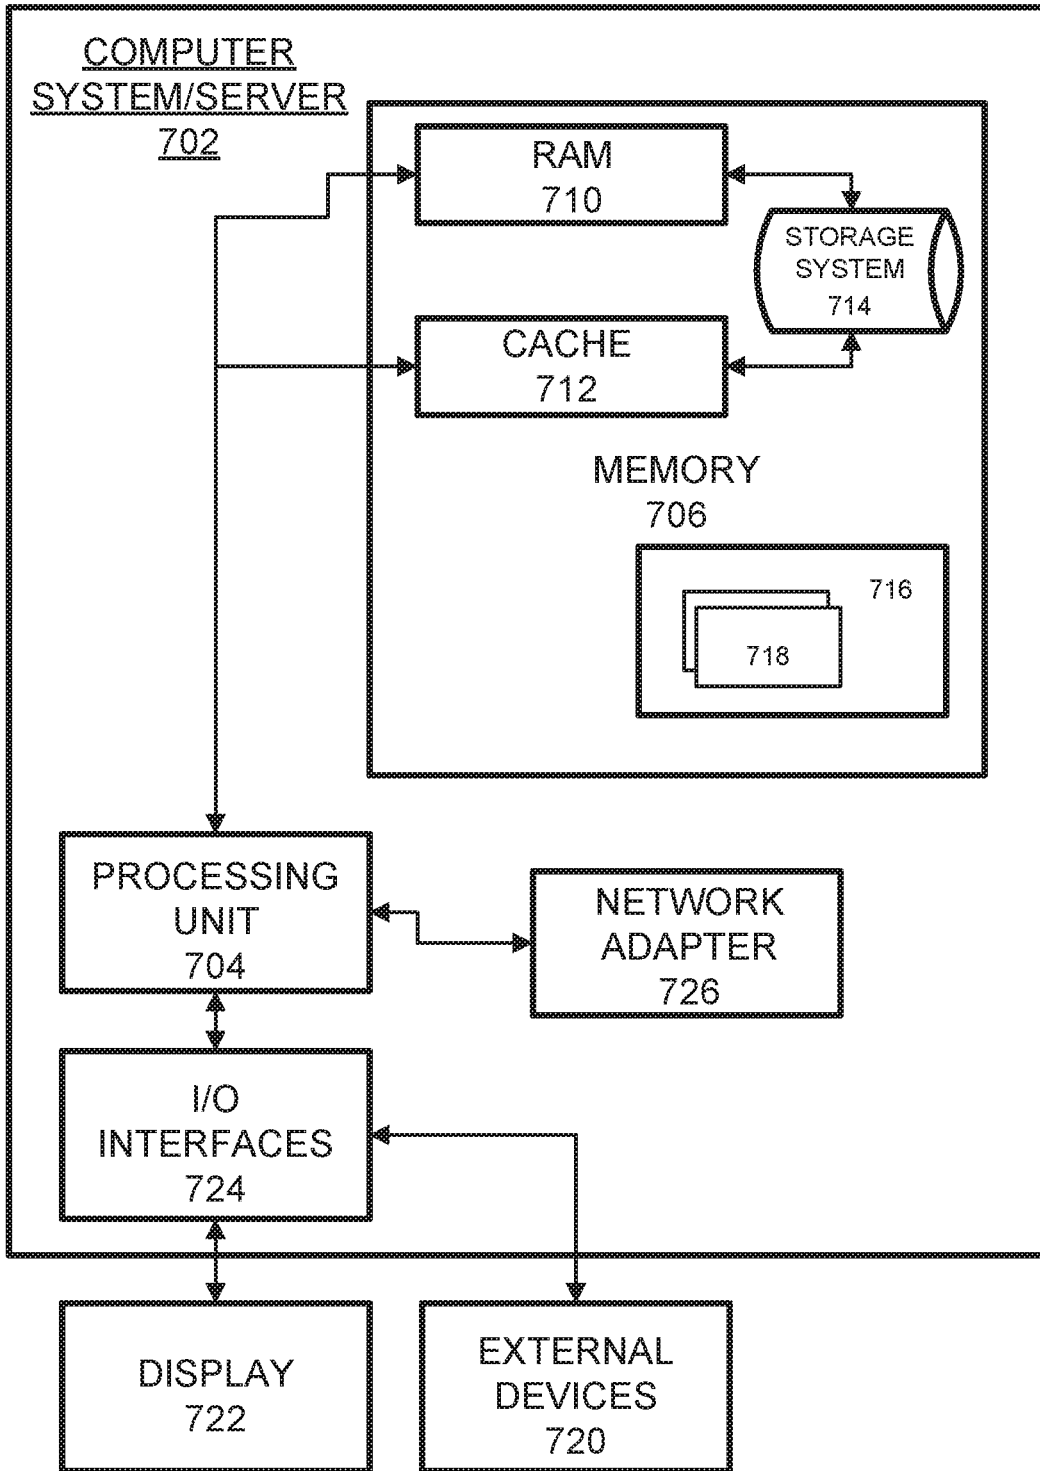 COMPUTER
SYSTEM/SERVER
702
RAM
710
STORAGE
SYSTEM
714
CACHE
712
MEMORY
706
716
718
PROCESSING
UNIT
704
NETWORK
ADAPTER
726
I/O
INTERFACES
724
DISPLAY
722
EXTERNAL
DEVICES
720